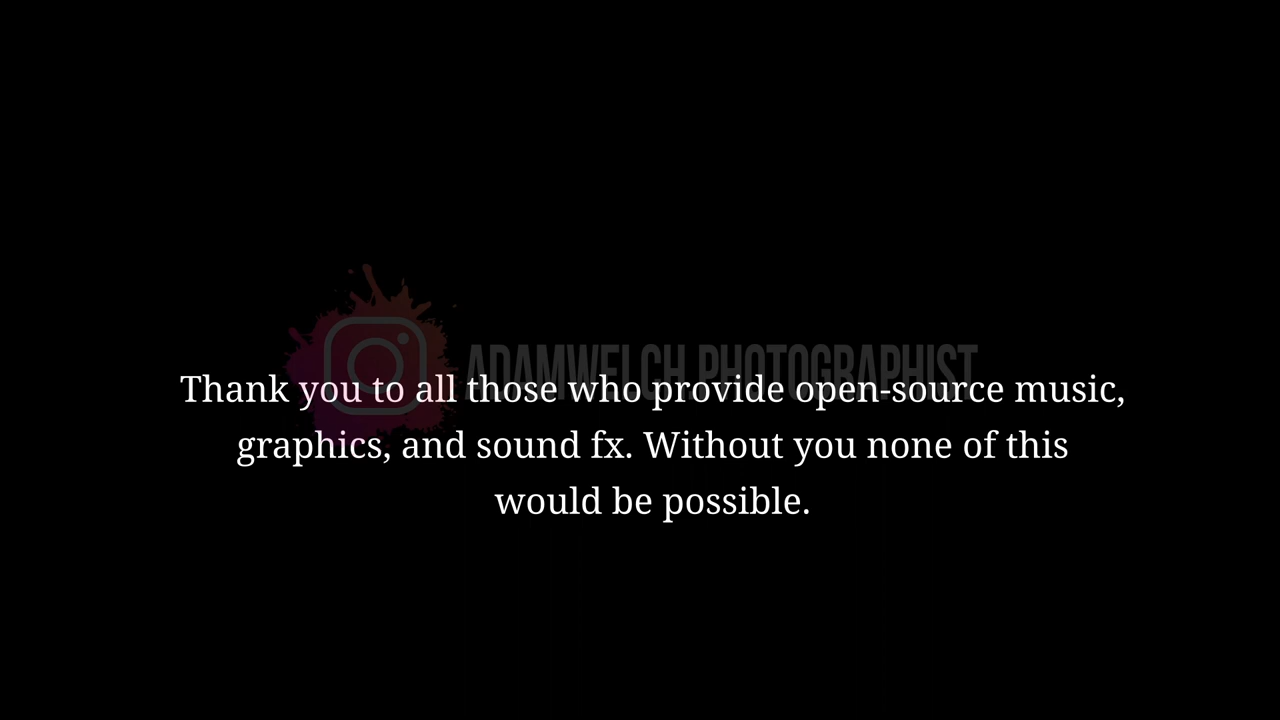 ADAMWELCH.PHOTOGRAPHIST
Thank you to all those who provide open-source music,
graphics, and sound fx. Without you none of this
would be possible.